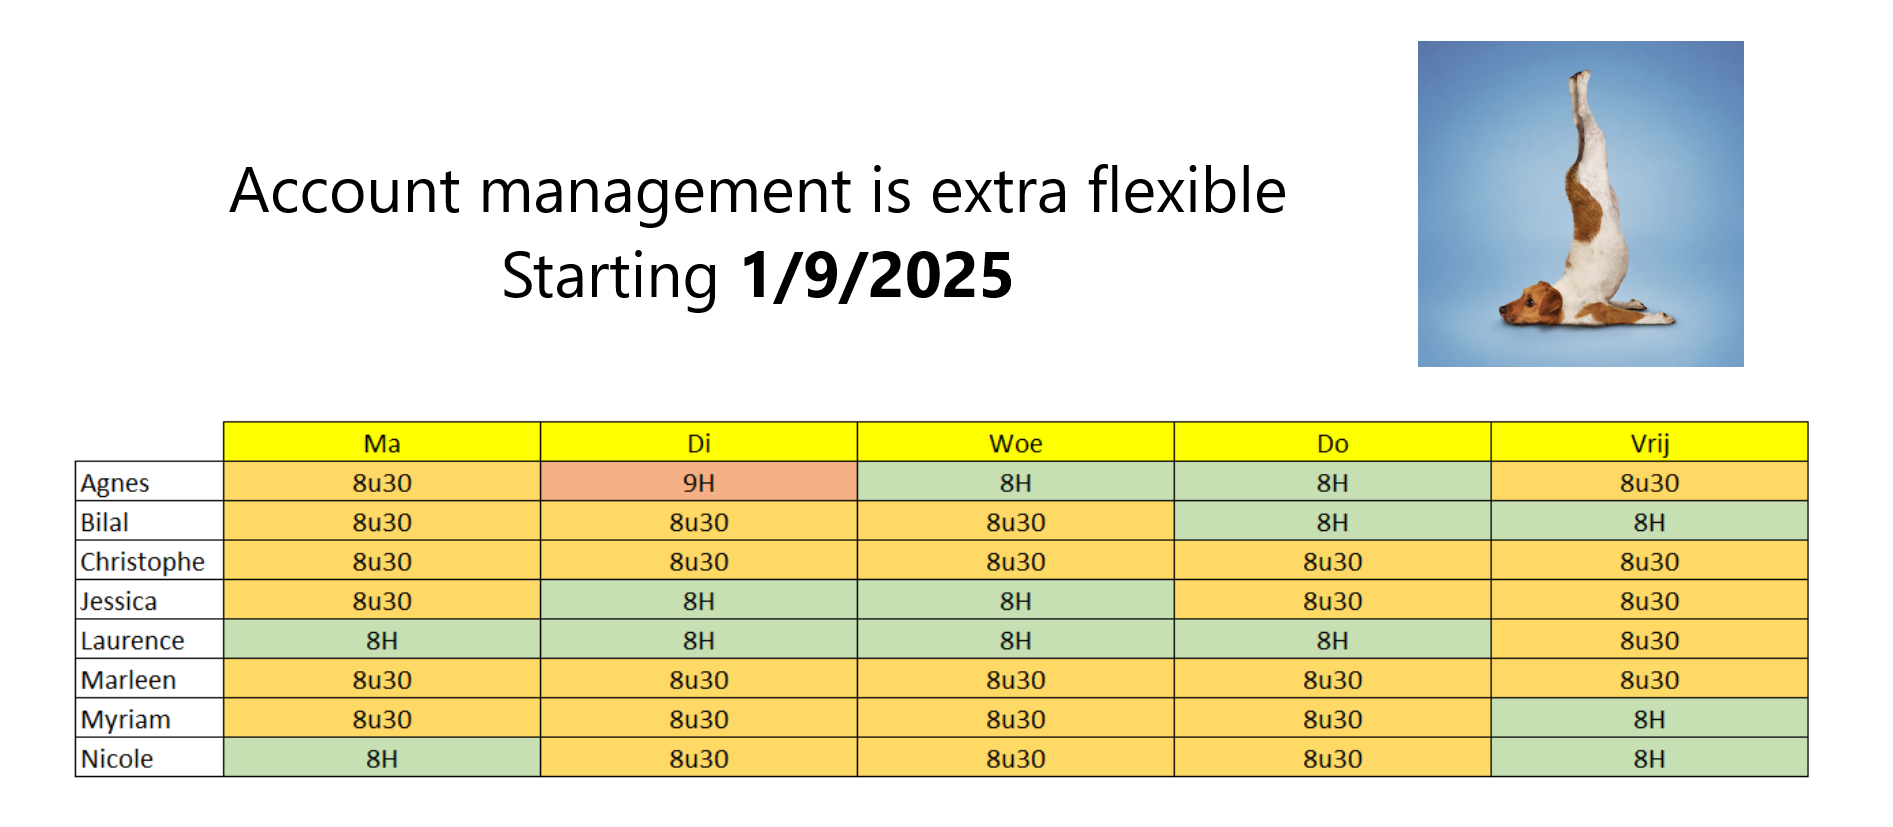 Account management is extra flexible
Starting 1/9/2025
Ma Di Woe Do Vrij
Agnes 8u30 9H 8H 8H 8u30
Bilal 8u30 8u30 8u30 8H 8H
Christophe 8u30 8u30 8u30 8u30 8u30
Jessica 8u30 8H 8H 8u30 8u30
Laurence 8H 8H 8H 8H 8u30
Marleen 8u30 8u30 8u30 8u30 8u30
Myriam 8u30 8u30 8u30 8u30 8H
Nicole 8H 8u30 8u30 8u30 8H